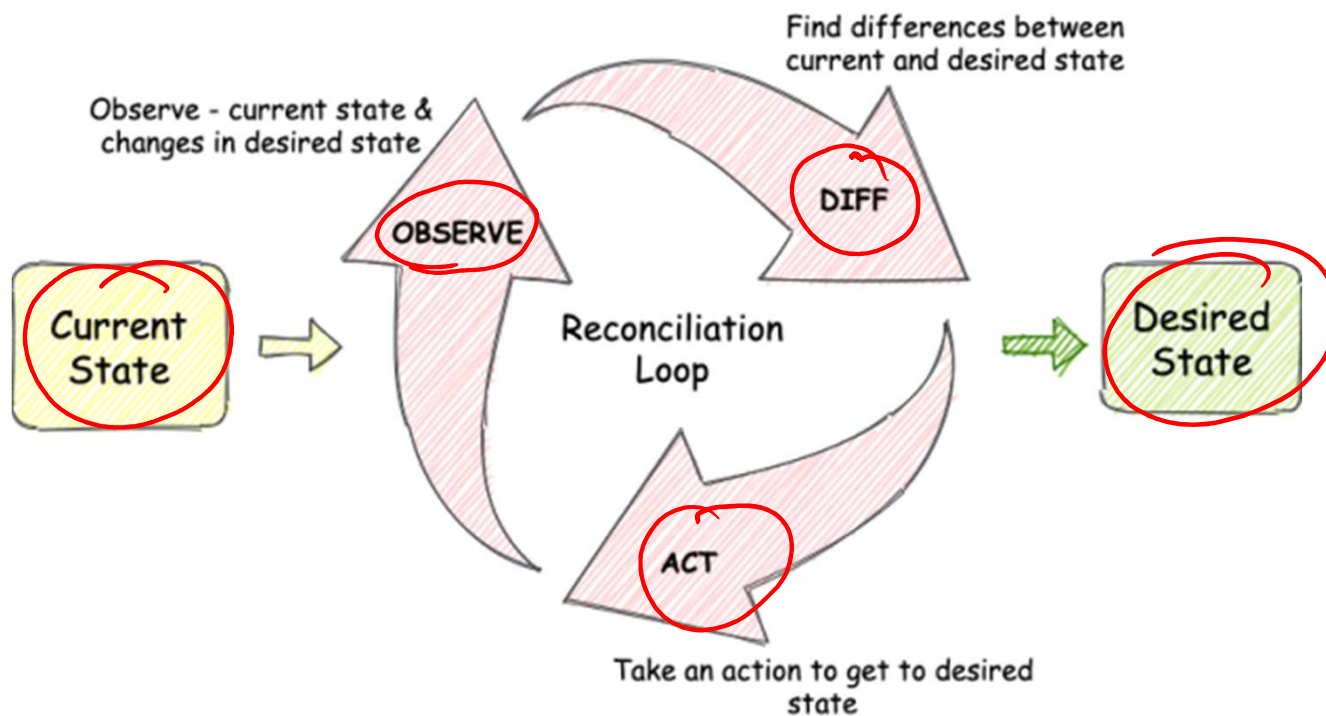 Find differences between
current and desired state
Observe - current state &
changes in desired state
DIFF
OBSERVE
Current
State
Reconciliation
Loop
Desired
State
ACT
Take an action to get to desired
state